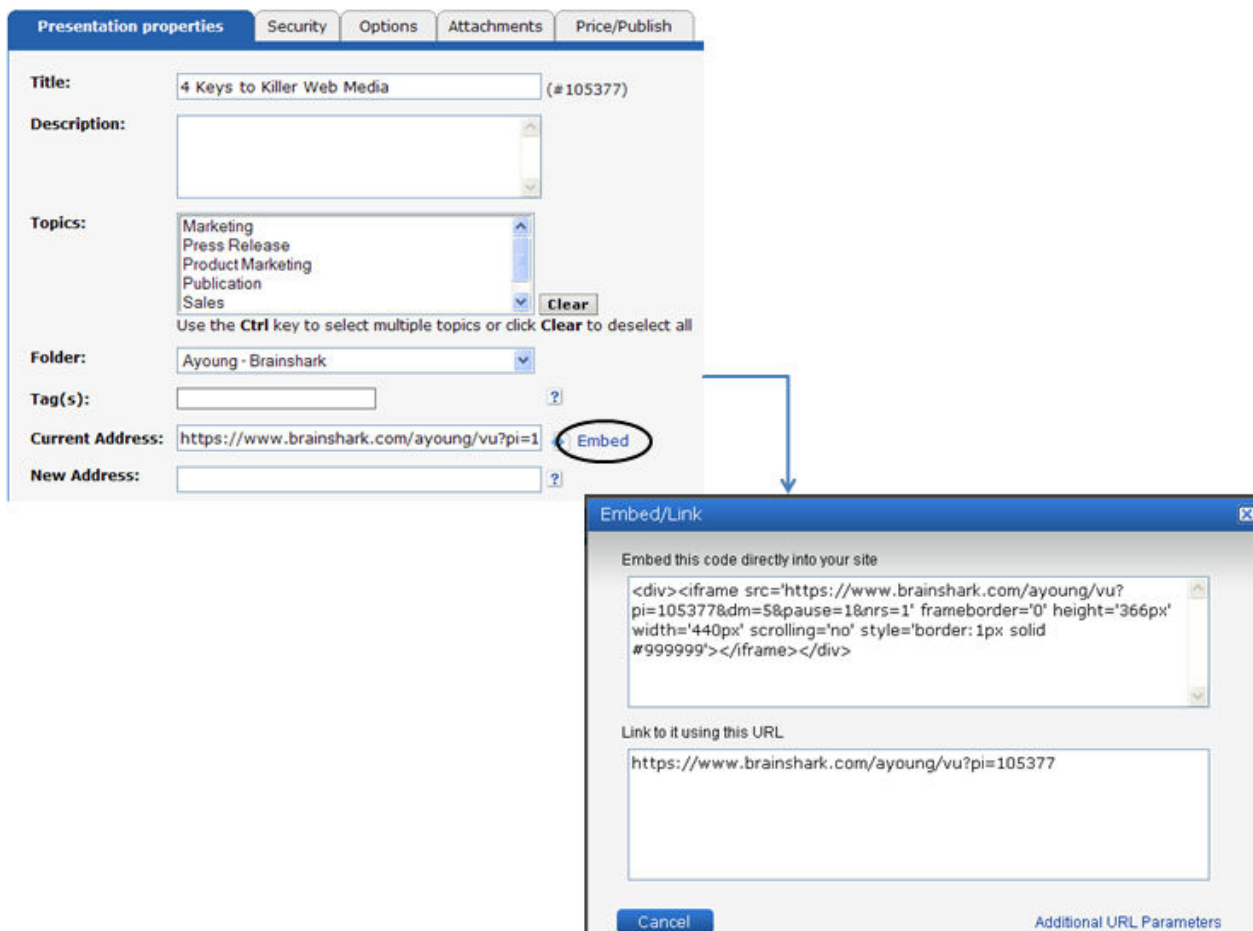 Presentation properties Security Options Attachments Price/Publish
Title: 4 Keys to Killer Web Media (#105377)
Description:
Topics: Marketing
Press Release
Product Marketing
Publication
Sales Clear
Use the Ctrl key to select multiple topics or click Clear to deselect all
Folder: Ayoung - Brainshark
Tag(s): ?
Current Address: https://www.brainshark.com/ayoung/vu?pi=1 Embed
New Address: ?
Embed/Link
Embed this code directly into your site
<div><iframe src='https://www.brainshark.com/ayoung/vu?
pi=105377&dm=5&pause=1&nrs=1' frameborder='0' height='366px'
width='440px' scrolling='no' style='border:1px solid
#999999'></iframe></div>
Link to it using this URL
https://www.brainshark.com/ayoung/vu?pi=105377
Cancel Additional URL Parameters